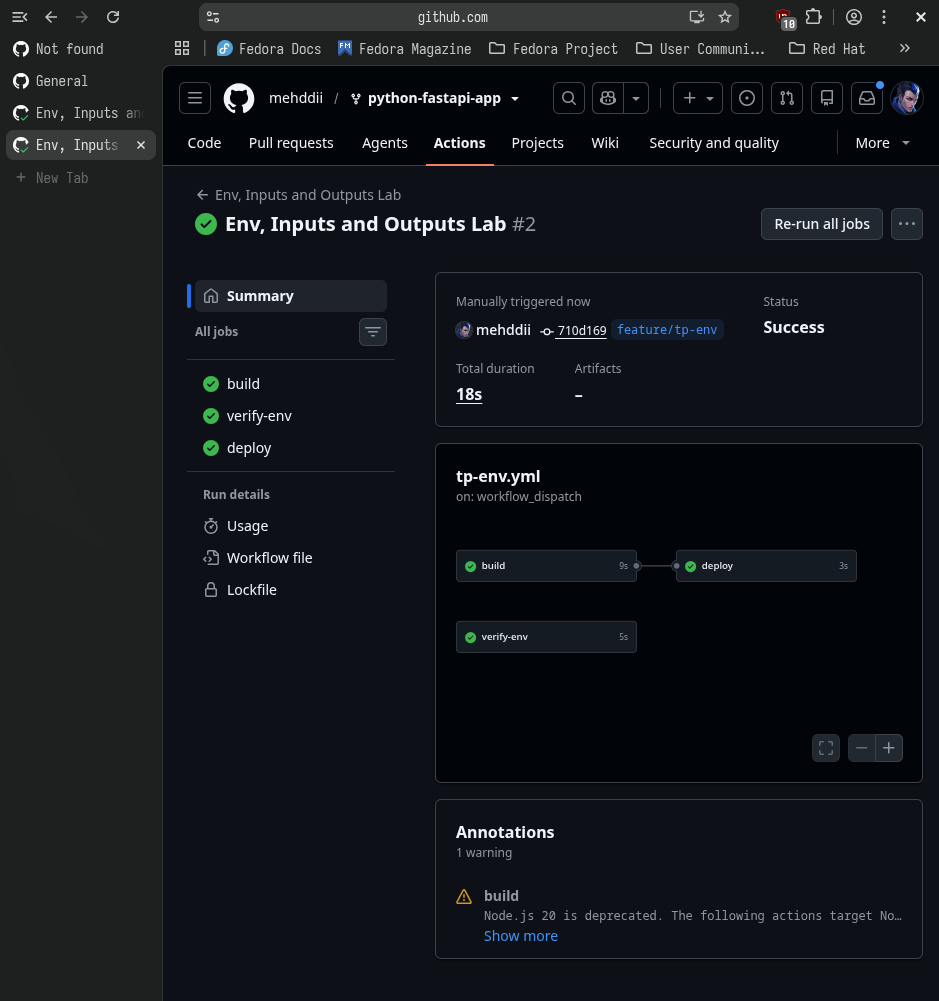 github.com
10
Not found
Fedora Docs
Fedora Magazine
Fedora Project
User Communi...
Red Hat
General
Env, Inputs an
Env, Inputs
New Tab
mehddii / python-fastapi-app
Code
Pull requests
Agents
Actions
Projects
Wiki
Security and quality
More
Env, Inputs and Outputs Lab
Env, Inputs and Outputs Lab #2
Re-run all jobs
Summary
All jobs
build
verify-env
deploy
Run details
Usage
Workflow file
Lockfile
Manually triggered now
mehddii 710d169 feature/tp-env
Status
Success
Total duration
18s
Artifacts
–
tp-env.yml
on: workflow_dispatch
build 9s
deploy 3s
verify-env 5s
Annotations
1 warning
build
Node.js 20 is deprecated. The following actions target No…
Show more